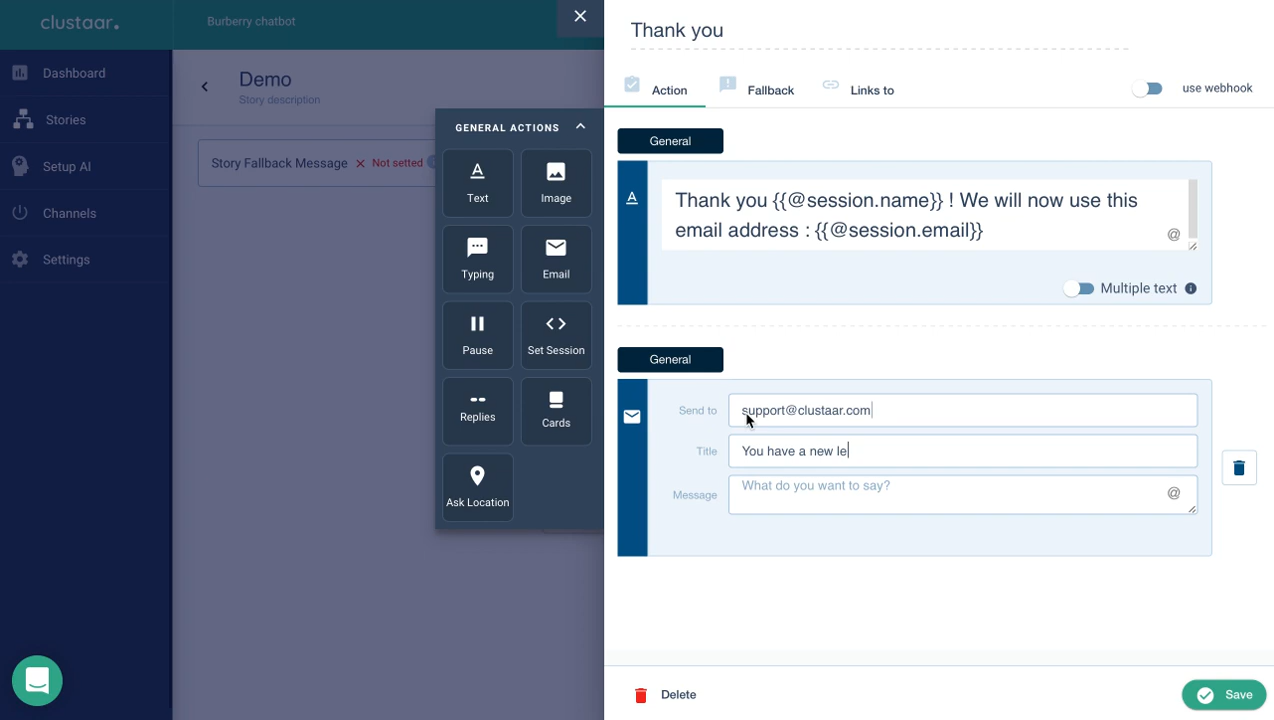 clustaar.
Burberry chatbot
Dashboard
Stories
Setup AI
Channels
Settings
Demo
Story description
Story Fallback Message
Not setted
GENERAL ACTIONS
Text
Image
Typing
Email
Pause
Set Session
Replies
Cards
Ask Location
Thank you
Action
Fallback
Links to
use webhook
General
A
Thank you {{@session.name}} ! We will now use this
email address : {{@session.email}}
@
Multiple text
General
Send to
support@clustaar.com
Title
You have a new le
Message
What do you want to say?
@
Delete
Save